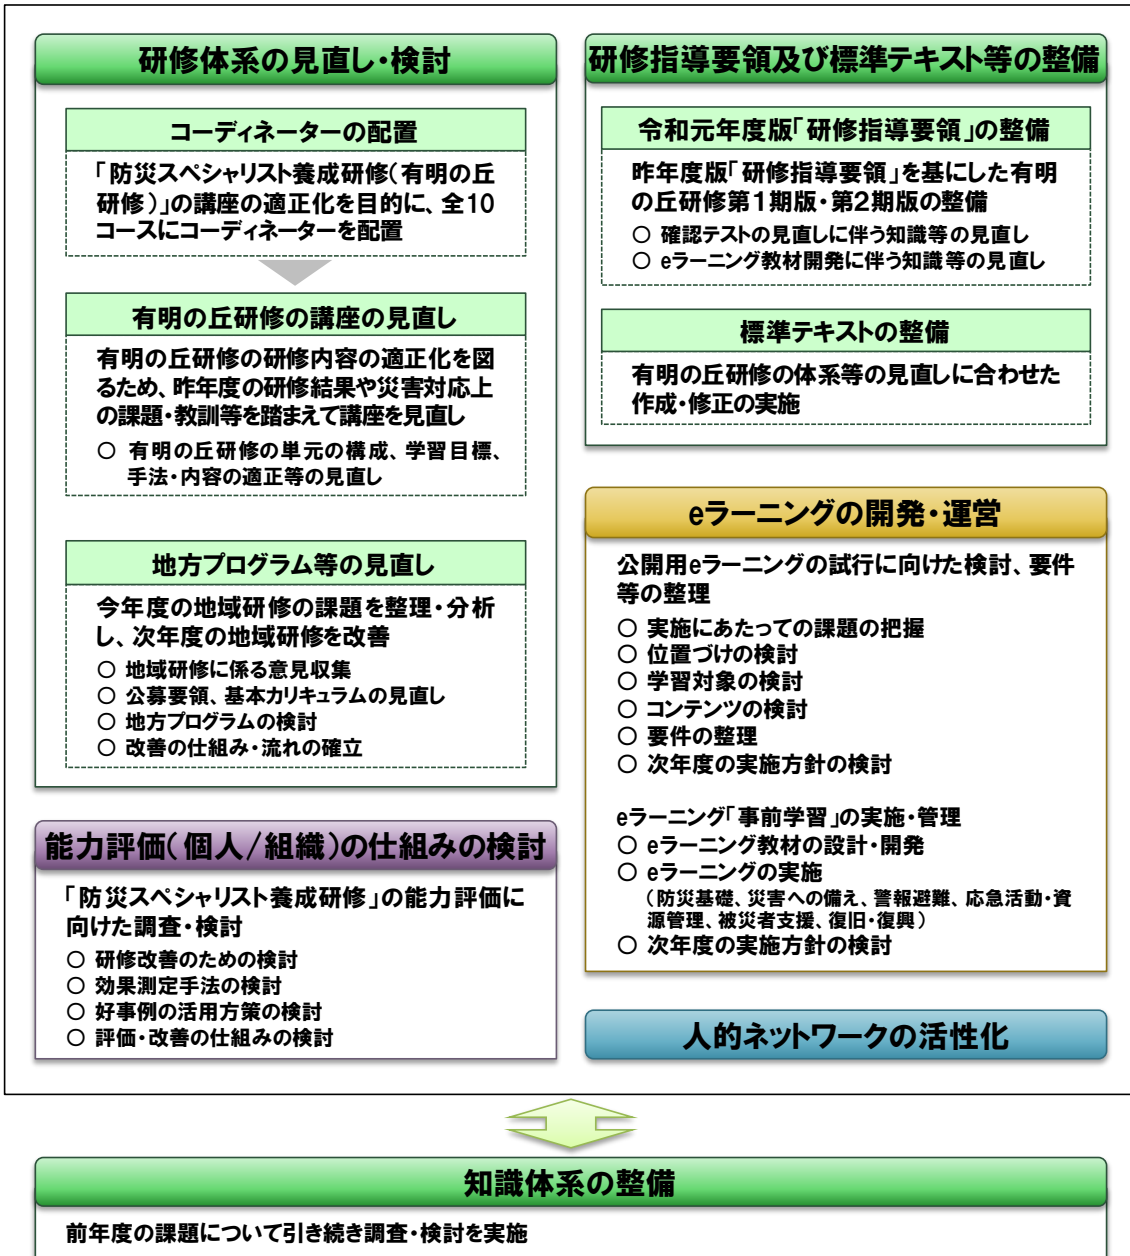 研修体系の見直し・検討
コーディネーターの配置
「防災スペシャリスト養成研修（有明の丘
研修）」の講座の適正化を目的に、全10
コースにコーディネーターを配置
有明の丘研修の講座の見直し
有明の丘研修の研修内容の適正化を図
るため、昨年度の研修結果や災害対応上
の課題・教訓等を踏まえて講座を見直し
○ 有明の丘研修の単元の構成、学習目標、
手法・内容の適正等の見直し
地方プログラム等の見直し
今年度の地域研修の課題を整理・分析
し、次年度の地域研修を改善
○ 地域研修に係る意見収集
○ 公募要領、基本カリキュラムの見直し
○ 地方プログラムの検討
○ 改善の仕組み・流れの確立
能力評価（個人/組織）の仕組みの検討
「防災スペシャリスト養成研修」の能力評価に
向けた調査・検討
○ 研修改善のための検討
○ 効果測定手法の検討
○ 好事例の活用方策の検討
○ 評価・改善の仕組みの検討
研修指導要領及び標準テキスト等の整備
令和元年度版「研修指導要領」の整備
昨年度版「研修指導要領」を基にした有明
の丘研修第１期版・第２期版の整備
○ 確認テストの見直しに伴う知識等の見直し
○ eラーニング教材開発に伴う知識等の見直し
標準テキストの整備
有明の丘研修の体系等の見直しに合わせた
作成・修正の実施
eラーニングの開発・運営
公開用eラーニングの試行に向けた検討、要件
等の整理
○ 実施にあたっての課題の把握
○ 位置づけの検討
○ 学習対象の検討
○ コンテンツの検討
○ 要件の整理
○ 次年度の実施方針の検討
eラーニング「事前学習」の実施・管理
○ eラーニング教材の設計・開発
○ eラーニングの実施
（防災基礎、災害への備え、警報避難、応急活動・資
源管理、被災者支援、復旧・復興）
○ 次年度の実施方針の検討
人的ネットワークの活性化
知識体系の整備
前年度の課題について引き続き調査・検討を実施